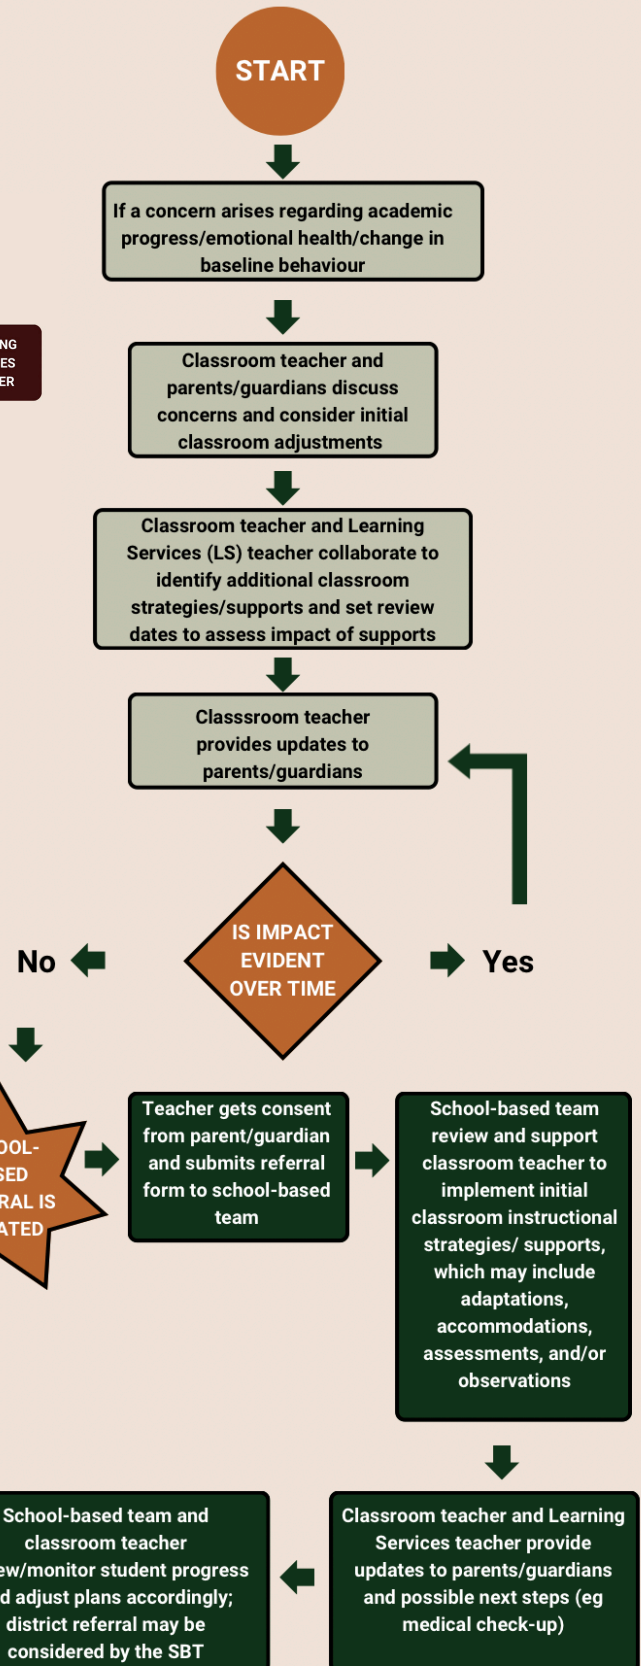 START
If a concern arises regarding academic
progress/emotional health/change in
baseline behaviour
Classroom teacher and
parents/guardians discuss
concerns and consider initial
classroom adjustments
Classroom teacher and Learning
Services (LS) teacher collaborate to
identify additional classroom
strategies/supports and set review
dates to assess impact of supports
Classsroom teacher
provides updates to
parents/guardians
IS IMPACT
EVIDENT
OVER TIME
No
Yes
IS
Teacher gets consent
from parent/guardian
and submits referral
form to school-based
team
School-based team
review and support
classroom teacher to
implement initial
classroom instructional
strategies/ supports,
which may include
adaptations,
accommodations,
assessments, and/or
observations
Classroom teacher and Learning
Services teacher provide
updates to parents/guardians
and possible next steps (eg
medical check-up)
School-based team and
classroom teacher
student progress
adjust plans accordingly;
district referral may be
considered by the SBT